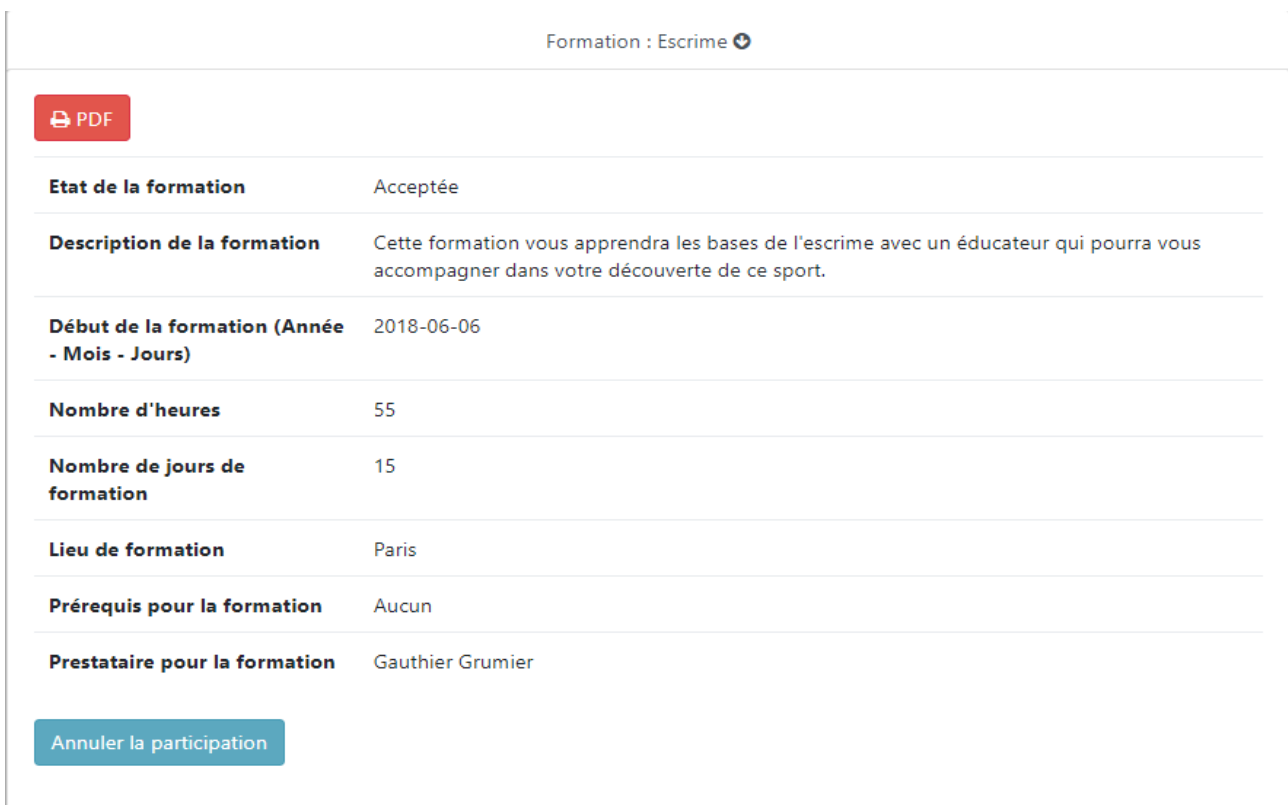 Formation : Escrime
PDF
Etat de la formation Acceptée
Description de la formation Cette formation vous apprendra les bases de l'escrime avec un éducateur qui pourra vous
accompagner dans votre découverte de ce sport.
Début de la formation (Année 2018-06-06
- Mois - Jours)
Nombre d'heures 55
Nombre de jours de 15
formation
Lieu de formation Paris
Prérequis pour la formation Aucun
Prestataire pour la formation Gauthier Grumier
Annuler la participation